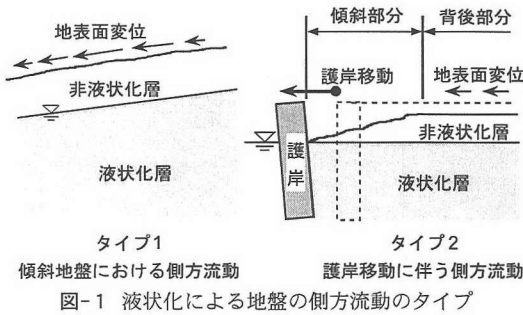 傾斜部分
背後部分
地表面変位
護岸移動
地表面変位
非液状化層
非液状化層
護岸
液状化層
液状化層
タイプ1
タイプ2
傾斜地盤における側方流動
護岸移動に伴う側方流動
図-1 液状化による地盤の側方流動のタイプ